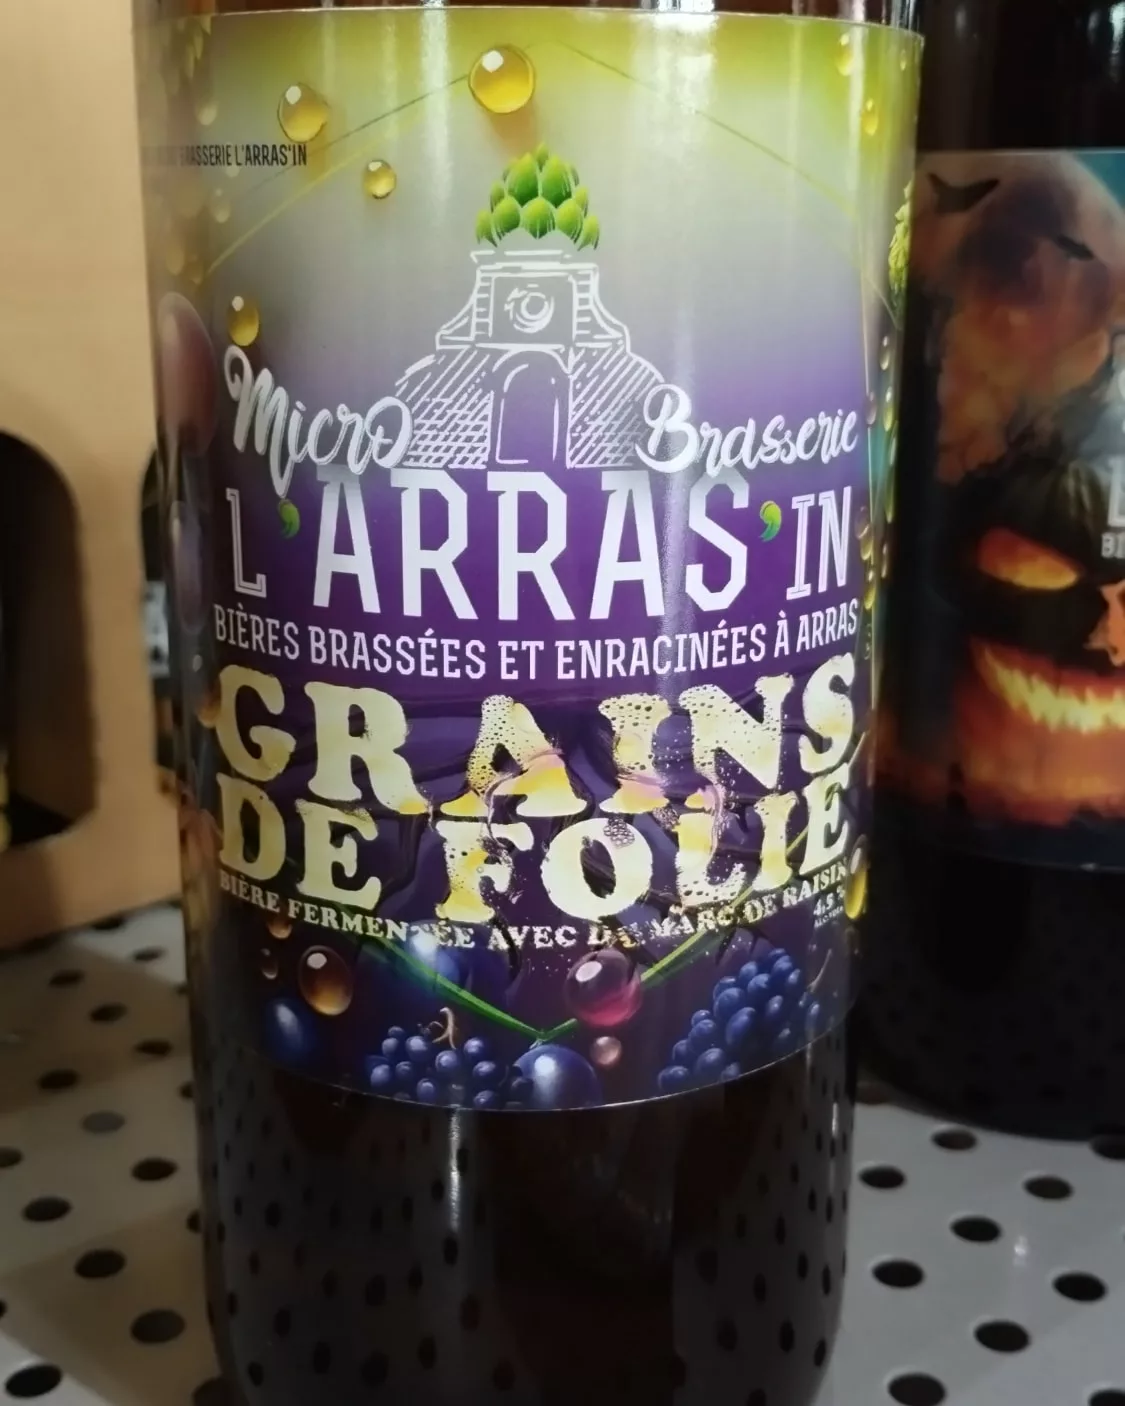 BRASSERIE L'ARRAS'IN
Micro Brasserie
L'ARRAS'IN
BIÈRES BRASSÉES ET ENRACINÉES À ARRAS
GRAINS
DE FOLIE
BIÈRE FERMENTÉE AVEC DU MARC DE RAISIN
4,5 %